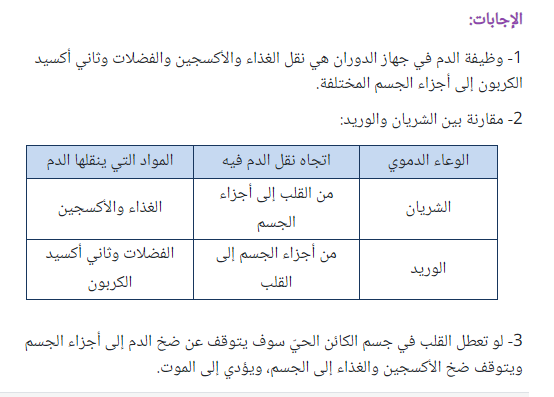 الإجابات:
1- وظيفة الدم في جهاز الدوران هي نقل الغذاء والأكسجين والفضلات وثاني أكسيد
الكربون إلى أجزاء الجسم المختلفة.
2- مقارنة بين الشريان والوريد:
الوعاء الدموي اتجاه نقل الدم فيه المواد التي ينقلها الدم
الشريان من القلب إلى أجزاء الجسم الغذاء والأكسجين
الوريد من أجزاء الجسم إلى القلب الفضلات وثاني أكسيد الكربون
3- لو تعطل القلب في جسم الكائن الحيّ سوف يتوقف عن ضخ الدم إلى أجزاء الجسم
ويتوقف ضخ الأكسجين والغذاء إلى الجسم، ويؤدي إلى الموت.